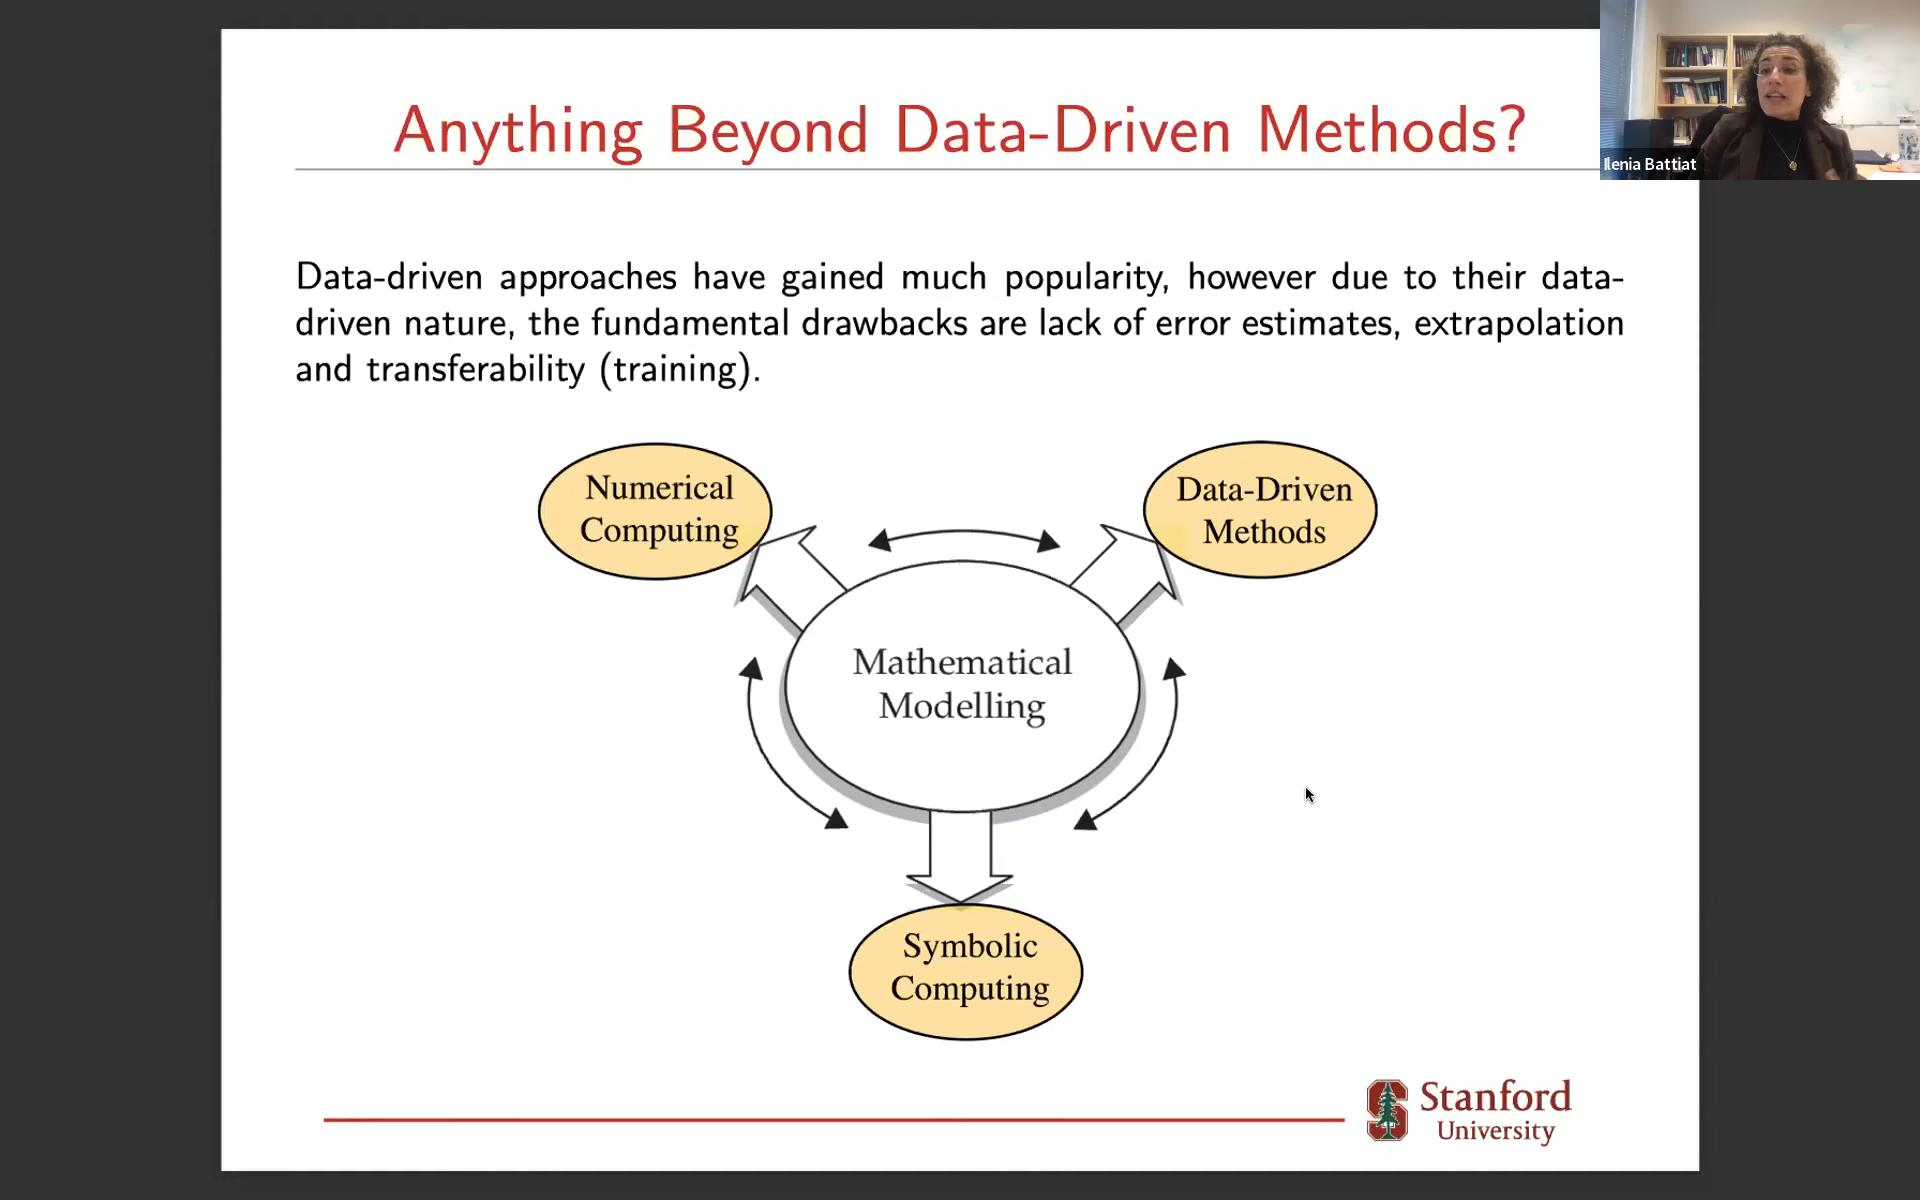 Anything Beyond Data-Driven Methods?
Ilenia Battiat
Data-driven approaches have gained much popularity, however due to their data-
driven nature, the fundamental drawbacks are lack of error estimates, extrapolation
and transferability (training).
Numerical
Computing
Data-Driven
Methods
Mathematical
Modelling
Symbolic
Computing
Stanford
University